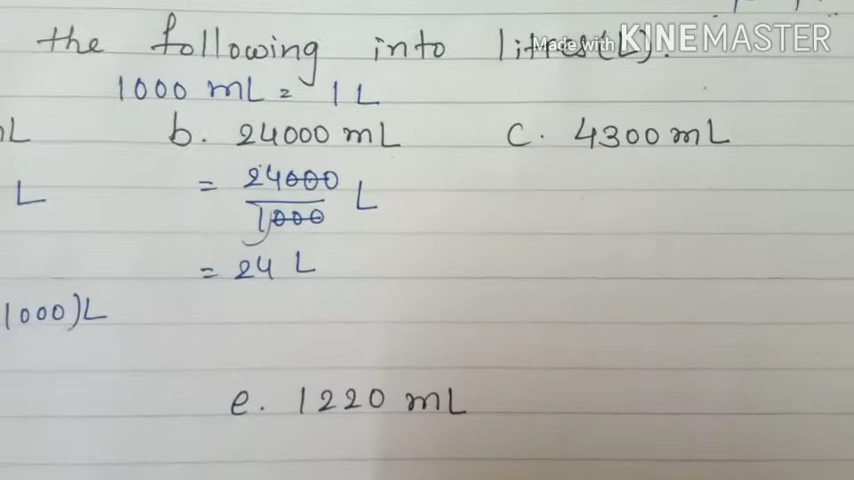 the following into litres(L).
Made with KINEMASTER
1000 mL = 1 L
mL b. 24000 mL c. 4300 mL
L = 24000 L
1000
= 24 L
1000)L
e. 1220 mL